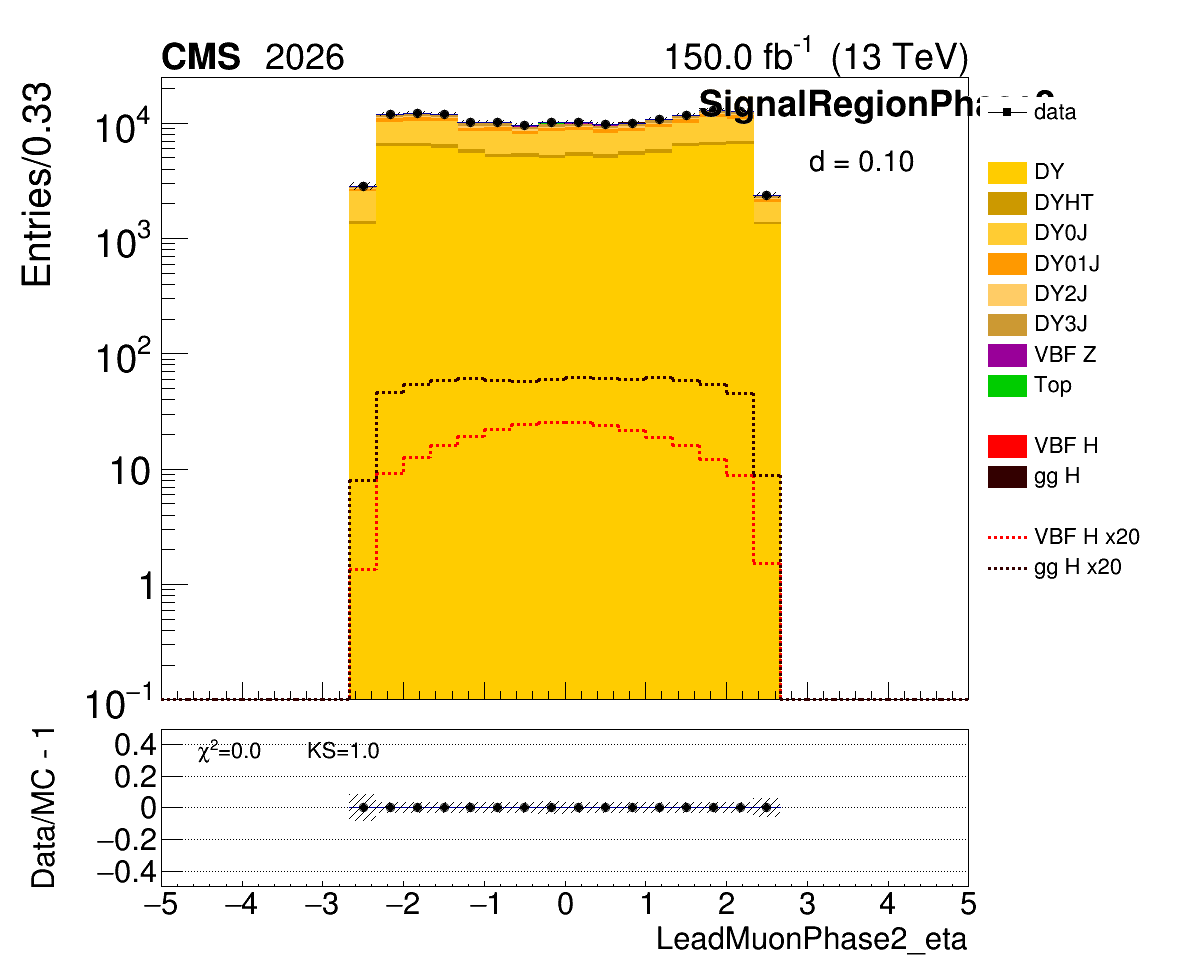 CMS 2026
150.0 fb-1 (13 TeV)
SignalRegionPhase2
d = 0.10
Entries/0.33
10^4
10^3
10^2
10
1
10^−1
data
DY
DYHT
DY0J
DY01J
DY2J
DY3J
VBF Z
Top
VBF H
gg H
VBF H x20
gg H x20
Data/MC - 1
χ2=0.0 KS=1.0
0.4
0.2
0
−0.2
−0.4
−5 −4 −3 −2 −1 0 1 2 3 4 5
LeadMuonPhase2_eta